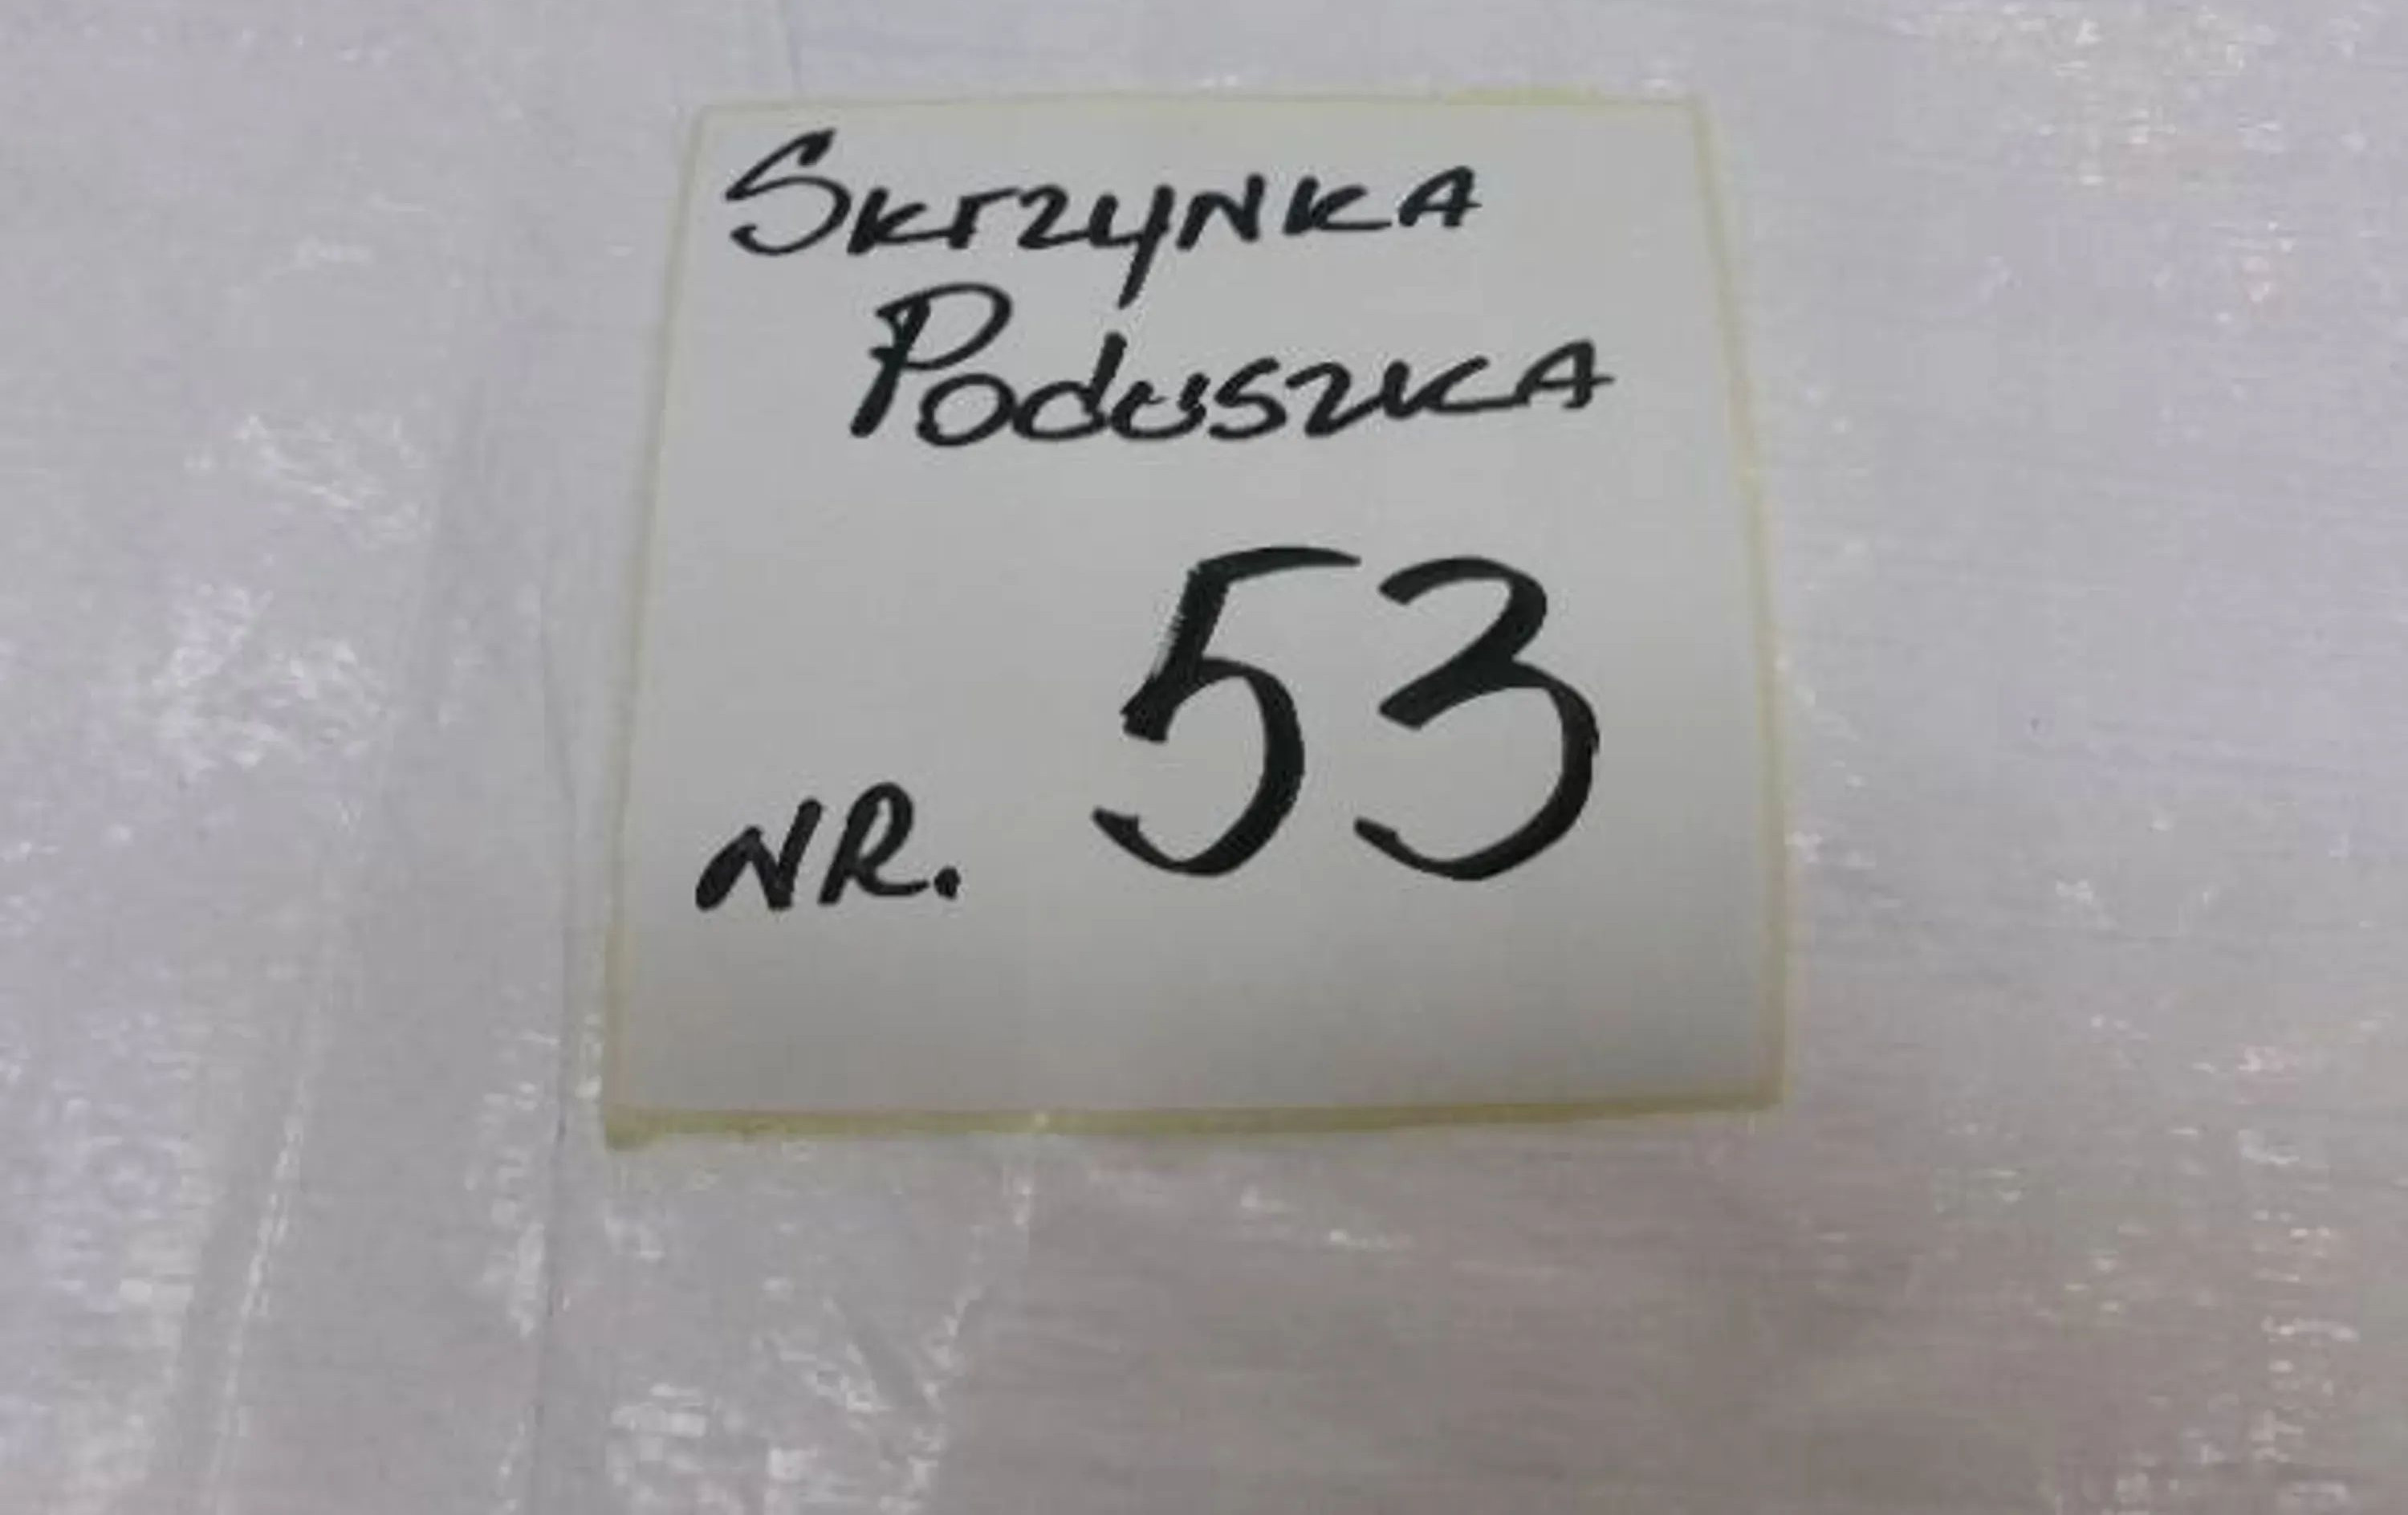 Skrzynka
Poduszka
NR. 53